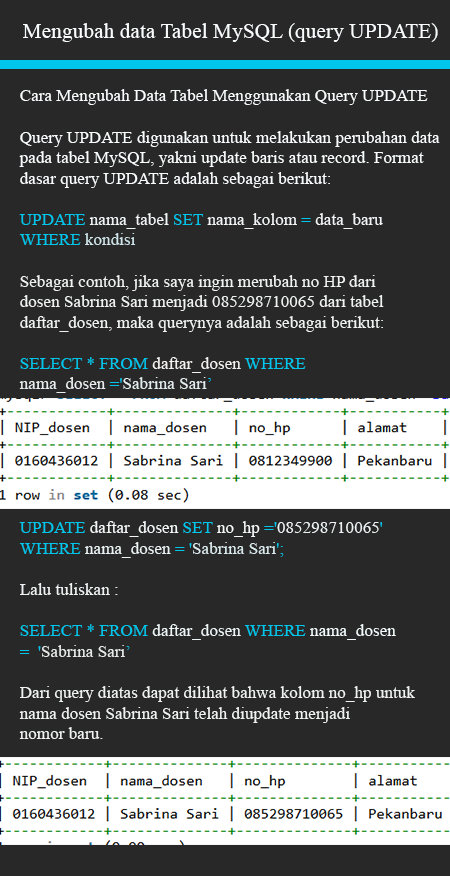 Mengubah data Tabel MySQL (query UPDATE)
Cara Mengubah Data Tabel Menggunakan Query UPDATE
Query UPDATE digunakan untuk melakukan perubahan data
pada tabel MySQL, yakni update baris atau record. Format
dasar query UPDATE adalah sebagai berikut:
UPDATE nama_tabel SET nama_kolom = data_baru
WHERE kondisi
Sebagai contoh, jika saya ingin merubah no HP dari
dosen Sabrina Sari menjadi 085298710065 dari tabel
daftar_dosen, maka querynya adalah sebagai berikut:
SELECT * FROM daftar_dosen WHERE
nama_dosen ='Sabrina Sari’
| NIP_dosen | nama_dosen | no_hp | alamat |
| 0160436012 | Sabrina Sari | 0812349900 | Pekanbaru |
1 row in set (0.08 sec)
UPDATE daftar_dosen SET no_hp ='085298710065'
WHERE nama_dosen = 'Sabrina Sari';
Lalu tuliskan :
SELECT * FROM daftar_dosen WHERE nama_dosen
= 'Sabrina Sari’
Dari query diatas dapat dilihat bahwa kolom no_hp untuk
nama dosen Sabrina Sari telah diupdate menjadi
nomor baru.
| NIP_dosen | nama_dosen | no_hp | alamat
| 0160436012 | Sabrina Sari | 085298710065 | Pekanbaru